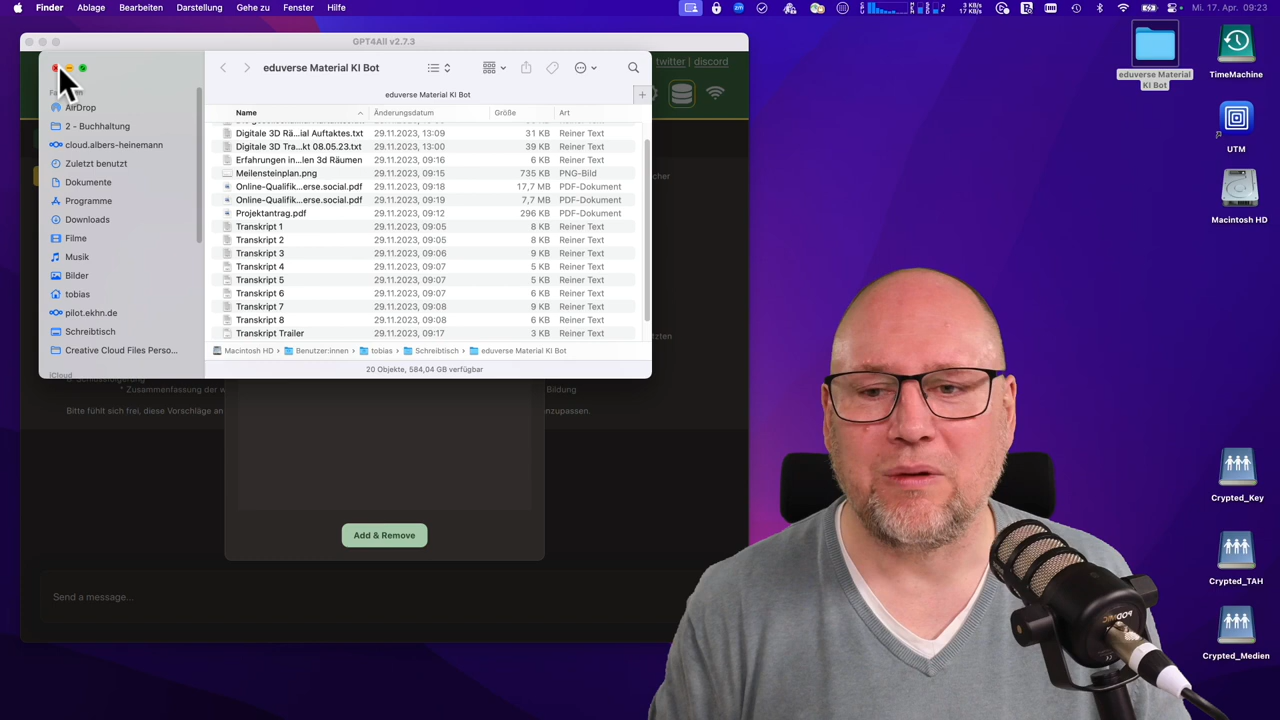 Finder Ablage Bearbeiten Darstellung Gehe zu Fenster Hilfe
3 KB
1 KB
Mi. 17. Apr. 09:23
GPT4All v2.7.3
twitter | discord
eduverse Material KI Bot
eduverse Material KI Bot
AirDrop
2 - Buchhaltung
cloud.albers-heinemann
Zuletzt benutzt
Dokumente
Programme
Downloads
Filme
Musik
Bilder
tobias
pilot.ekhn.de
Schreibtisch
Creative Cloud Files Perso...
iCloud
Name Änderungsdatum Größe Art
Digitale 3D Rä...ial Auftaktes.txt 29.11.2023, 13:09 31 KB Reiner Text
Digitale 3D Tra...kt 08.05.23.txt 29.11.2023, 13:00 39 KB Reiner Text
Erfahrungen in...len 3d Räumen 29.11.2023, 09:16 6 KB Reiner Text
Meilensteinplan.png 29.11.2023, 09:15 735 KB PNG-Bild
Online-Qualifik...erse.social.pdf 29.11.2023, 09:18 17,7 MB PDF-Dokument
Online-Qualifik...erse.social.pdf 29.11.2023, 09:19 7,7 MB PDF-Dokument
Projektantrag.pdf 29.11.2023, 09:12 296 KB PDF-Dokument
Transkript 1 29.11.2023, 09:05 8 KB Reiner Text
Transkript 2 29.11.2023, 09:05 8 KB Reiner Text
Transkript 3 29.11.2023, 09:06 9 KB Reiner Text
Transkript 4 29.11.2023, 09:07 5 KB Reiner Text
Transkript 5 29.11.2023, 09:07 5 KB Reiner Text
Transkript 6 29.11.2023, 09:07 6 KB Reiner Text
Transkript 7 29.11.2023, 09:08 9 KB Reiner Text
Transkript 8 29.11.2023, 09:08 6 KB Reiner Text
Transkript Trailer 29.11.2023, 09:17 3 KB Reiner Text
Macintosh HD Benutzer:innen tobias Schreibtisch eduverse Material KI Bot
20 Objekte, 584,04 GB verfügbar
* Zusammenfassung der w
Bildung
Bitte fühlt sich frei, diese Vorschläge an
nzupassen.
Add & Remove
Send a message...
eduverse Material
KI Bot
TimeMachine
UTM
Macintosh HD
Crypted_Key
Crypted_TAH
Crypted_Medien